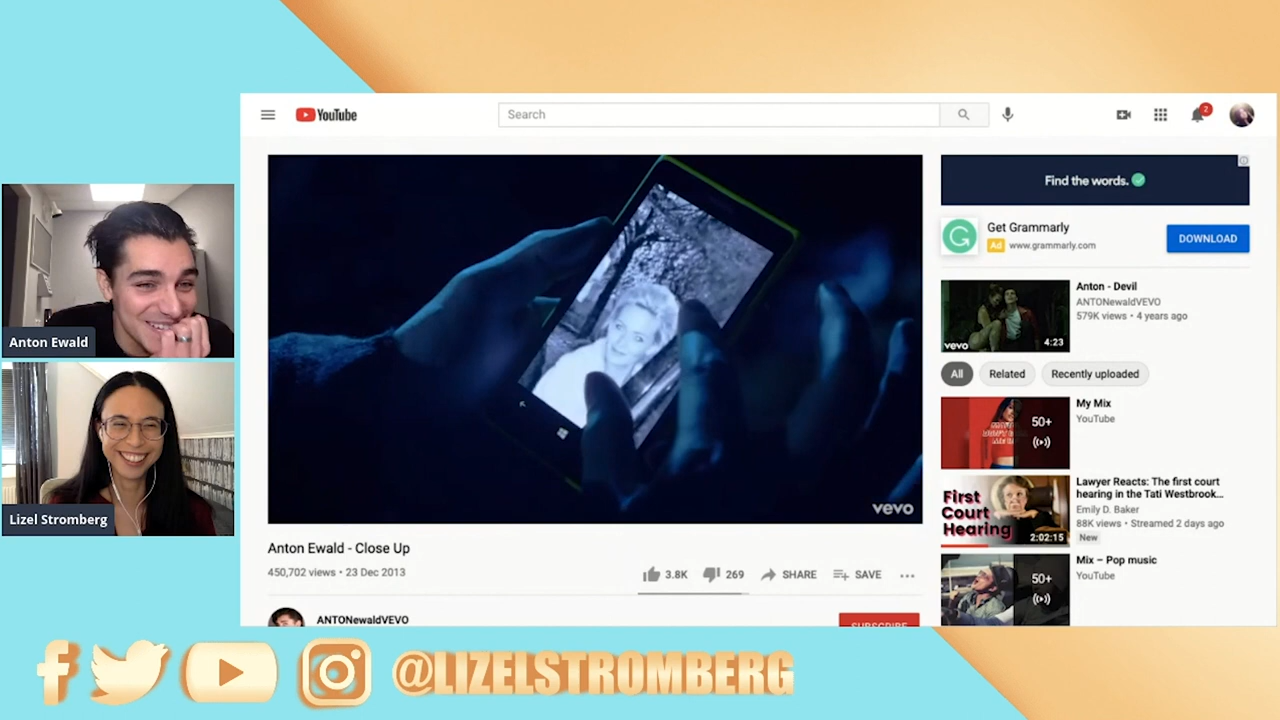 YouTube
Search
2
Find the words.
Get Grammarly
Ad www.grammarly.com
DOWNLOAD
Anton - Devil
ANTONewaldVEVO
579K views • 4 years ago
vevo
4:23
All
Related
Recently uploaded
My Mix
YouTube
50+
Lawyer Reacts: The first court
hearing in the Tati Westbrook...
Emily D. Baker
88K views • Streamed 2 days ago
New
First
Court
Hearing
2:02:15
Mix – Pop music
YouTube
50+
vevo
Anton Ewald
Lizel Stromberg
Anton Ewald - Close Up
450,702 views • 23 Dec 2013
3.8K
269
SHARE
SAVE
ANTONewaldVEVO
SUBSCRIBE
@LIZELSTROMBERG